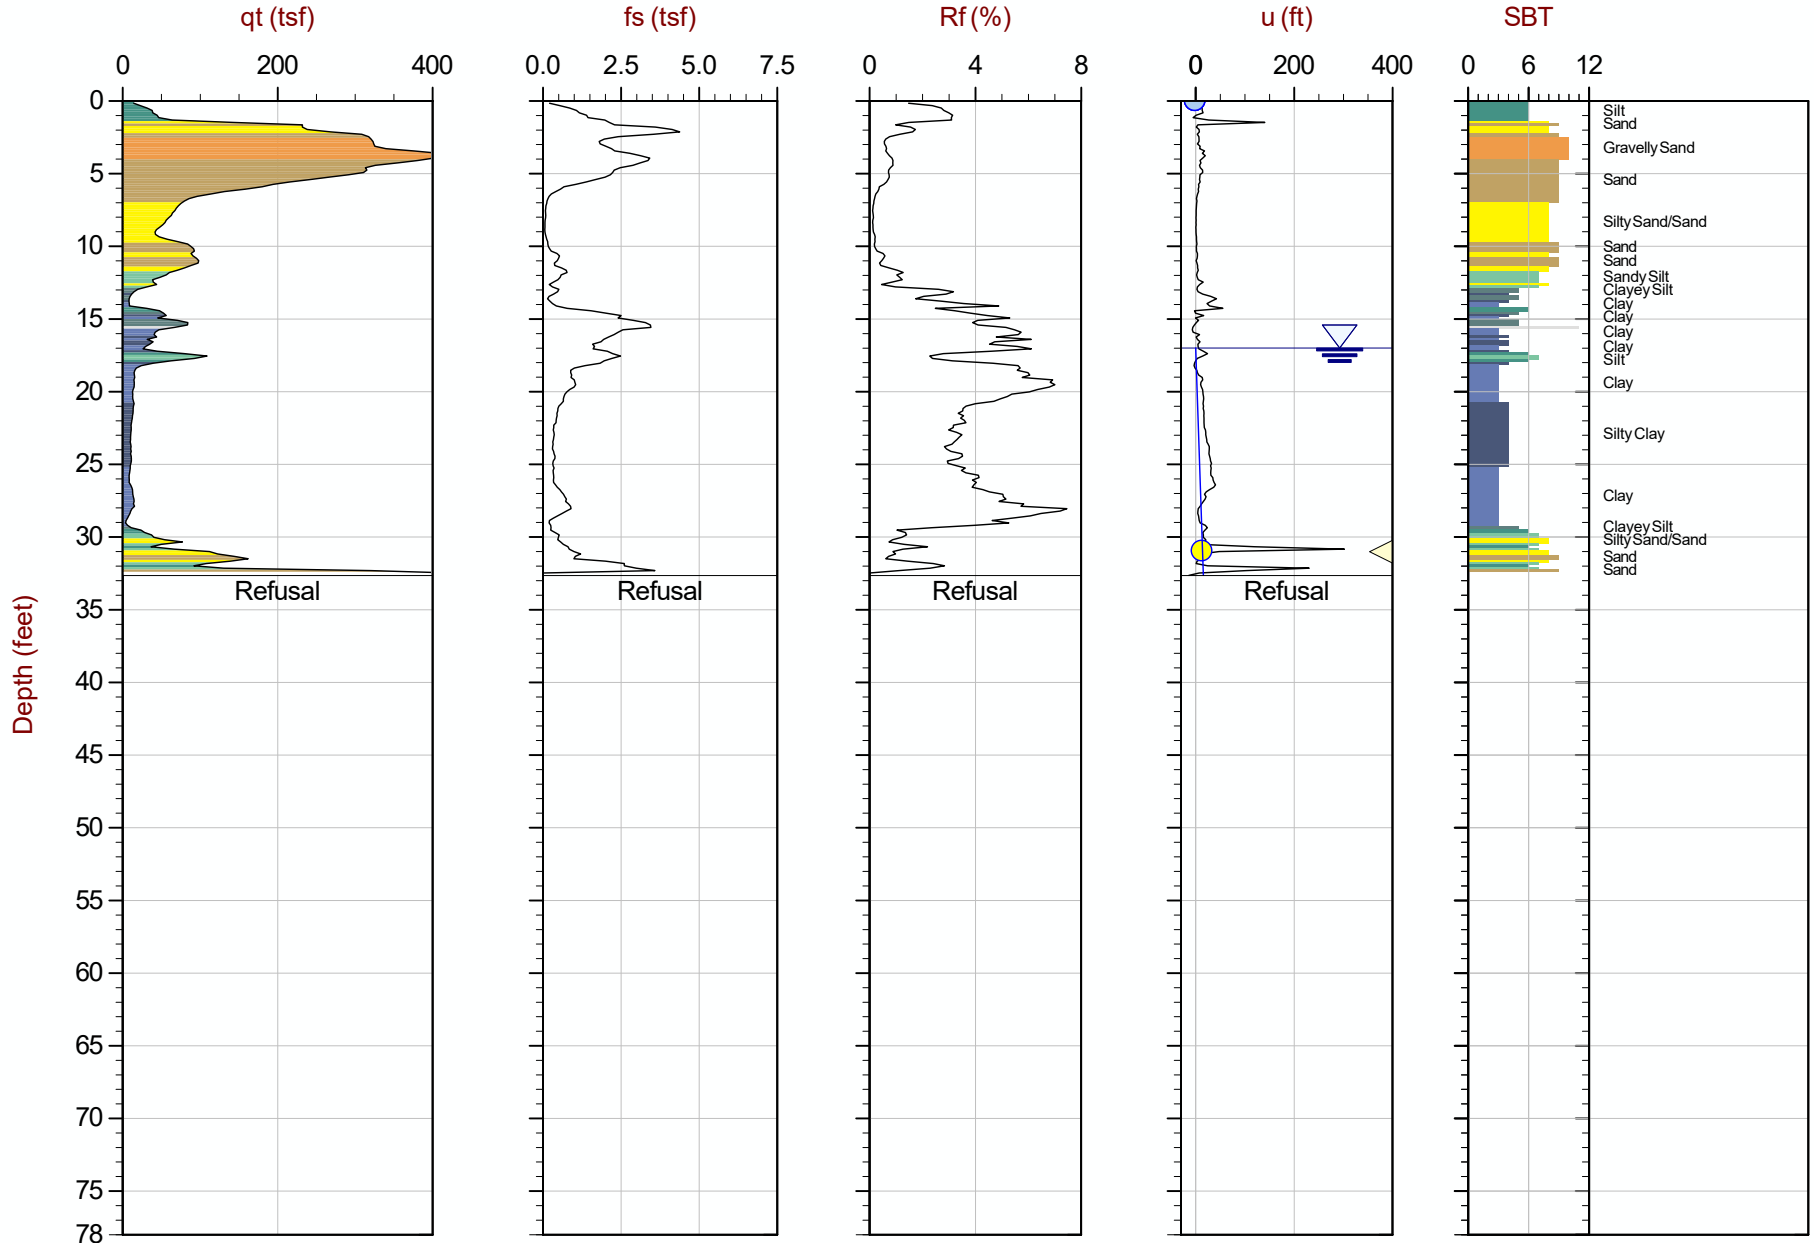 qt (tsf) fs (tsf) Rf (%) u (ft) SBT
0 200 400 0.0 2.5 5.0 7.5 0 4 8 0 200 400 0 6 12
0
Silt
Sand
Gravelly Sand
5
Sand
Silty Sand/Sand
10 Sand
Sand
Sandy Silt
Clayey Silt
Clay
15 Clay
Clay
Clay
Silt
20 Clay
Silty Clay
25
Clay
Clayey Silt
30 Silty Sand/Sand
Sand
Sand
Refusal Refusal Refusal Refusal
35
40
45
50
55
60
65
70
75
78
Depth (feet)